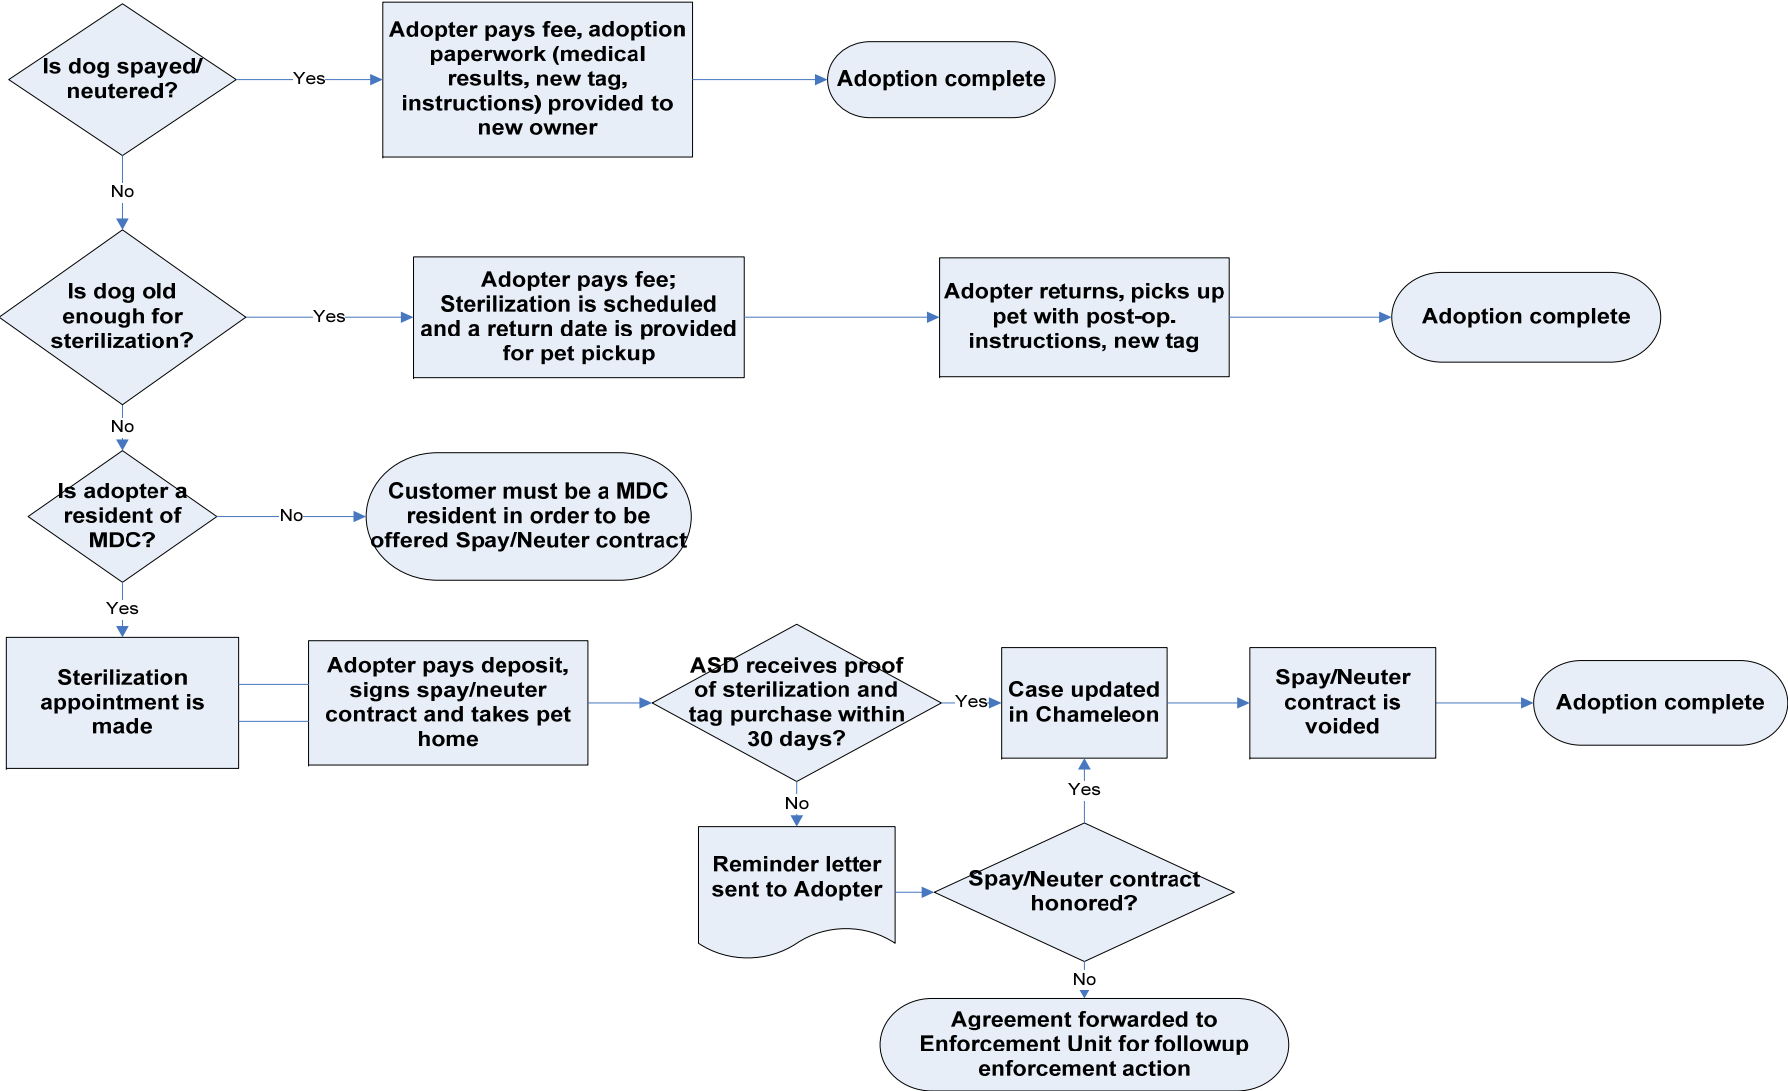 Is dog spayed/
neutered?
Yes
Adopter pays fee, adoption
paperwork (medical
results, new tag,
instructions) provided to
new owner
Adoption complete
No
Is dog old
enough for
sterilization?
Yes
Adopter pays fee;
Sterilization is scheduled
and a return date is provided
for pet pickup
Adopter returns, picks up
pet with post-op.
instructions, new tag
Adoption complete
No
Is adopter a
resident of
MDC?
No
Customer must be a MDC
resident in order to be
offered Spay/Neuter contract
Yes
Sterilization
appointment is
made
Adopter pays deposit,
signs spay/neuter
contract and takes pet
home
ASD receives proof
of sterilization and
tag purchase within
30 days?
Yes
Case updated
in Chameleon
Spay/Neuter
contract is
voided
Adoption complete
No
Reminder letter
sent to Adopter
Yes
Spay/Neuter contract
honored?
No
Agreement forwarded to
Enforcement Unit for followup
enforcement action